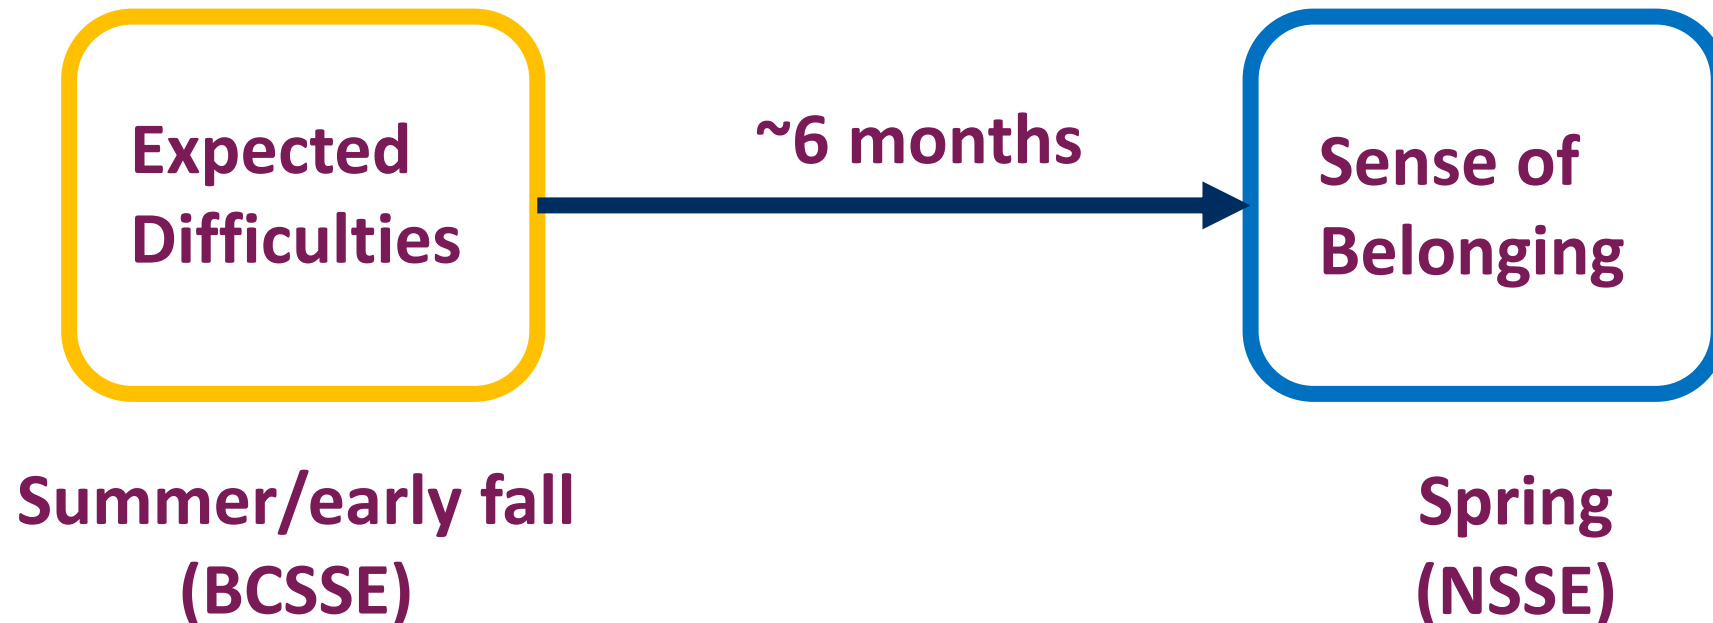 Expected
Difficulties
~6 months
Sense of
Belonging
Summer/early fall
(BCSSE)
Spring
(NSSE)